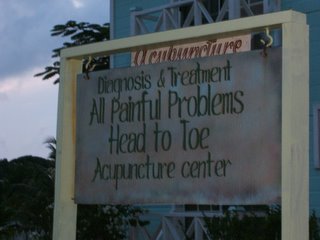 Acupuncture
Diagnosis & Treatment
All Painful Problems
Head to Toe
Acupuncture center